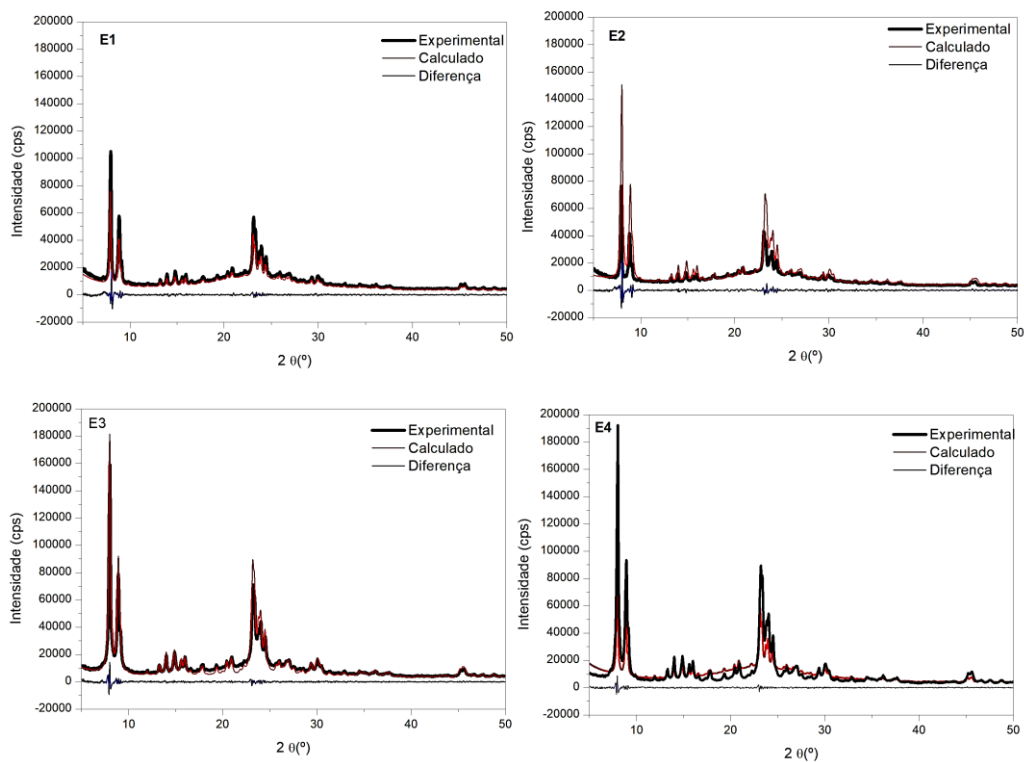 E1
Experimental
Calculado
Diferença
200000
180000
160000
140000
120000
100000
80000
60000
40000
20000
0
-20000
10
20
30
40
50
Intensidade (cps)
2 θ(º)
E2
Experimental
Calculado
Diferença
200000
180000
160000
140000
120000
100000
80000
60000
40000
20000
0
-20000
10
20
30
40
50
Intensidade (cps)
2 θ(º)
E3
Experimental
Calculado
Diferença
200000
180000
160000
140000
120000
100000
80000
60000
40000
20000
0
-20000
10
20
30
40
50
Intensidade (cps)
2 θ(º)
E4
Experimental
Calculado
Diferença
200000
180000
160000
140000
120000
100000
80000
60000
40000
20000
0
-20000
10
20
30
40
50
Intensidade (cps)
2 θ(º)